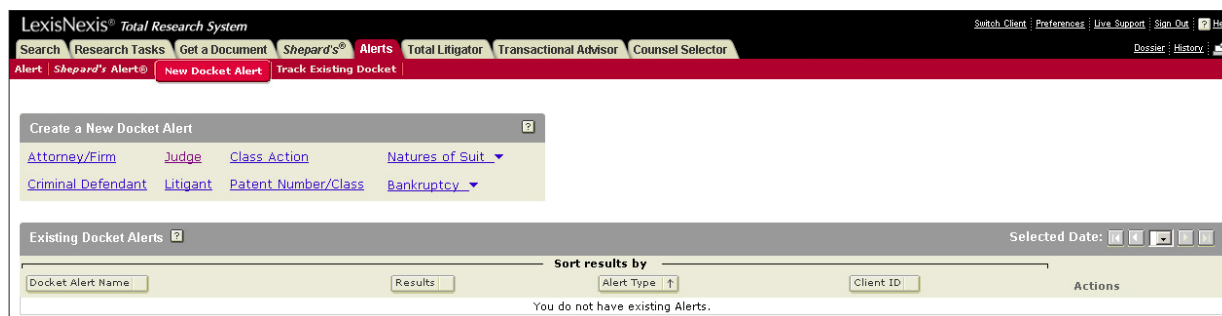 LexisNexis® Total Research System
Switch Client Preferences Live Support Sign Out ?
Search Research Tasks Get a Document Shepard's® Alerts Total Litigator Transactional Advisor Counsel Selector
Dossier History
Alert Shepard's Alert® New Docket Alert Track Existing Docket
Create a New Docket Alert ?
Attorney/Firm Judge Class Action Natures of Suit
Criminal Defendant Litigant Patent Number/Class Bankruptcy
Existing Docket Alerts ? Selected Date:
Sort results by
Docket Alert Name Results Alert Type ↑ Client ID Actions
You do not have existing Alerts.